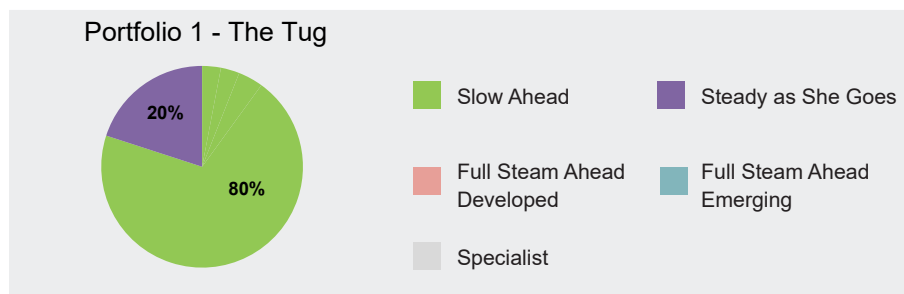 Portfolio 1 - The Tug
20%
80%
Slow Ahead
Steady as She Goes
Full Steam Ahead
Developed
Full Steam Ahead
Emerging
Specialist